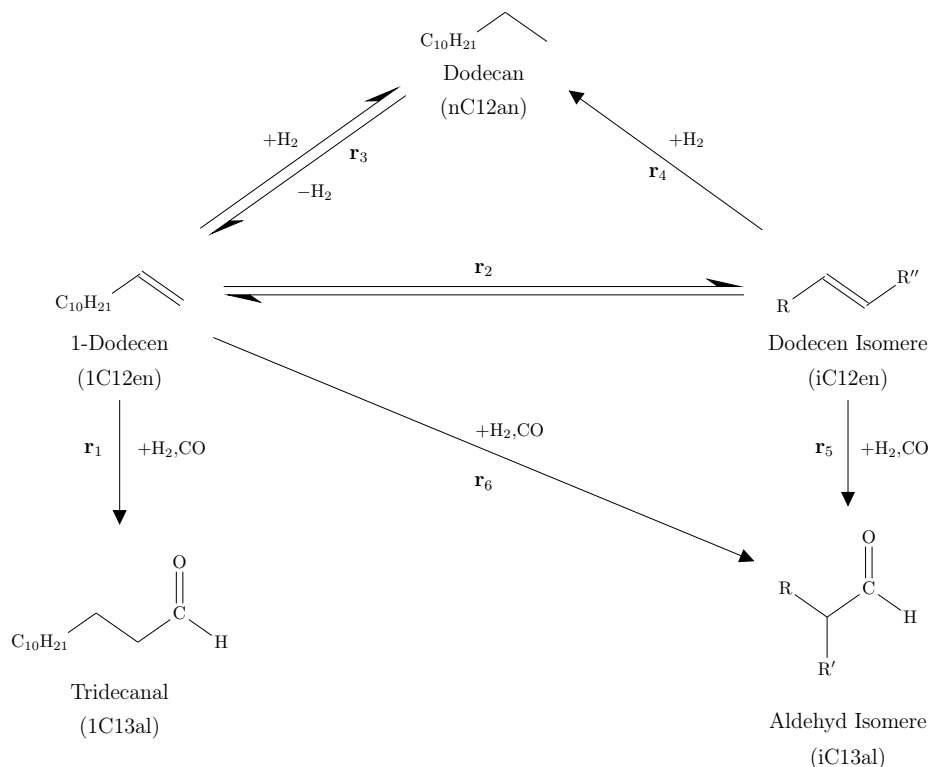 C₁₀H₂₁
Dodecan
(nC12an)
+H₂
r₃
−H₂
+H₂
r₄
r₂
C₁₀H₂₁
R
R′′
1-Dodecen
(1C12en)
Dodecen Isomere
(iC12en)
r₁
+H₂,CO
+H₂,CO
r₆
r₅
+H₂,CO
O
C
H
C₁₀H₂₁
O
C
H
R
R′
Tridecanal
(1C13al)
Aldehyd Isomere
(iC13al)